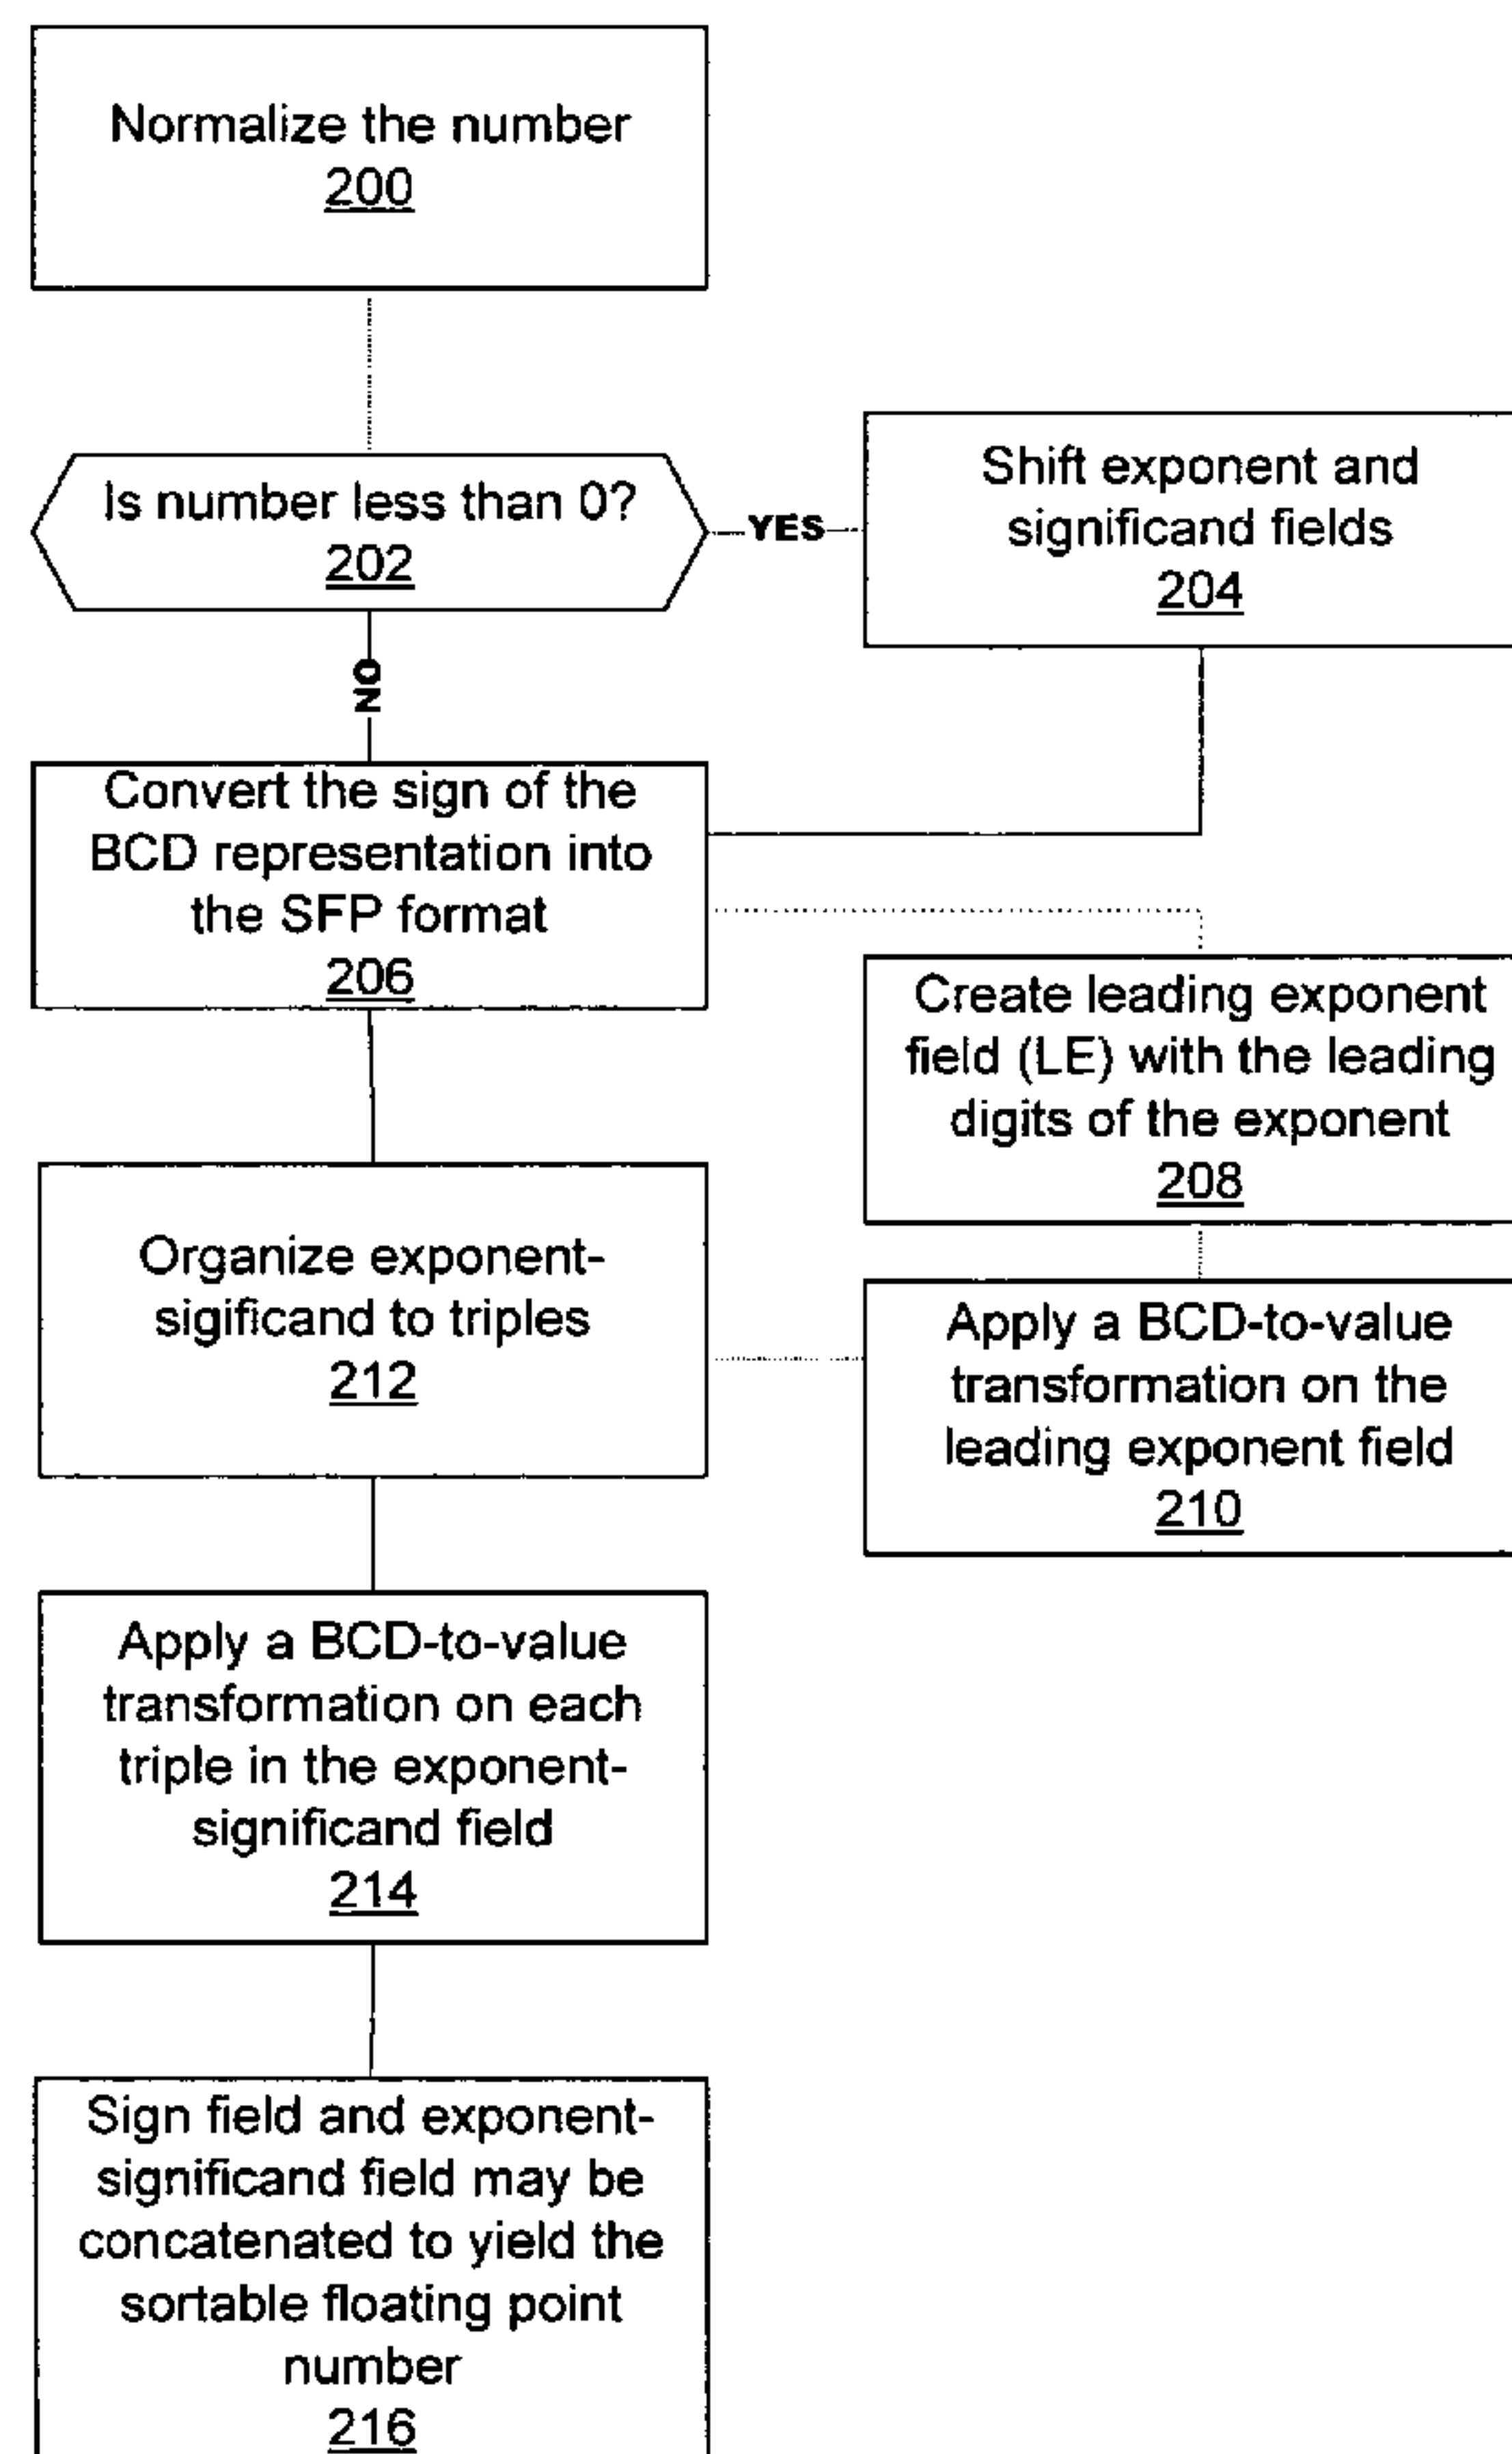 Normalize the number
200
Is number less than 0?
202
YES
Shift exponent and
significand fields
204
NO
Convert the sign of the
BCD representation into
the SFP format
206
Create leading exponent
field (LE) with the leading
digits of the exponent
208
Organize exponent-
sigificand to triples
212
Apply a BCD-to-value
transformation on the
leading exponent field
210
Apply a BCD-to-value
transformation on each
triple in the exponent-
significand field
214
Sign field and exponent-
significand field may be
concatenated to yield the
sortable floating point
number
216